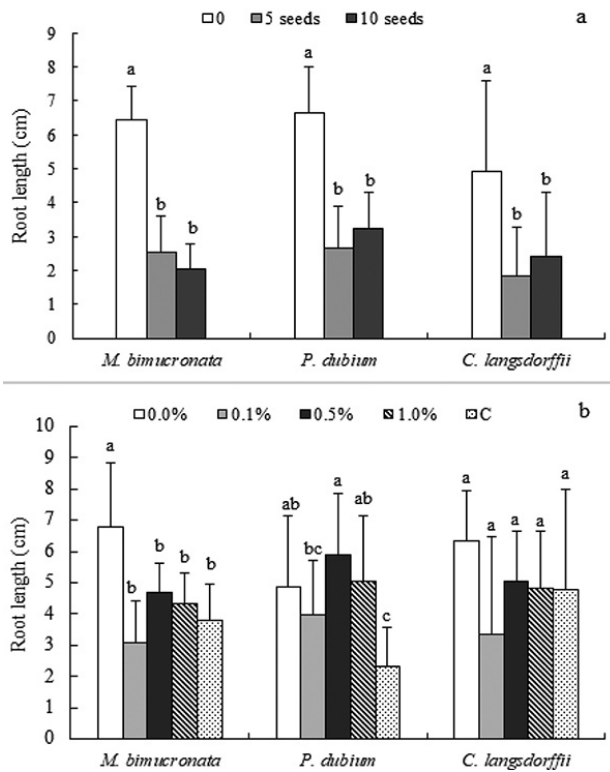 0 5 seeds 10 seeds a
Root length (cm)
9
8
7
6
5
4
3
2
1
0
a b b a b b a b b
M. bimucronata P. dubium C. langsdorffii
0.0% 0.1% 0.5% 1.0% C b
Root length (cm)
10
9
8
7
6
5
4
3
2
1
0
a b b b b ab bc a ab c a a a a a
M. bimucronata P. dubium C. langsdorffii